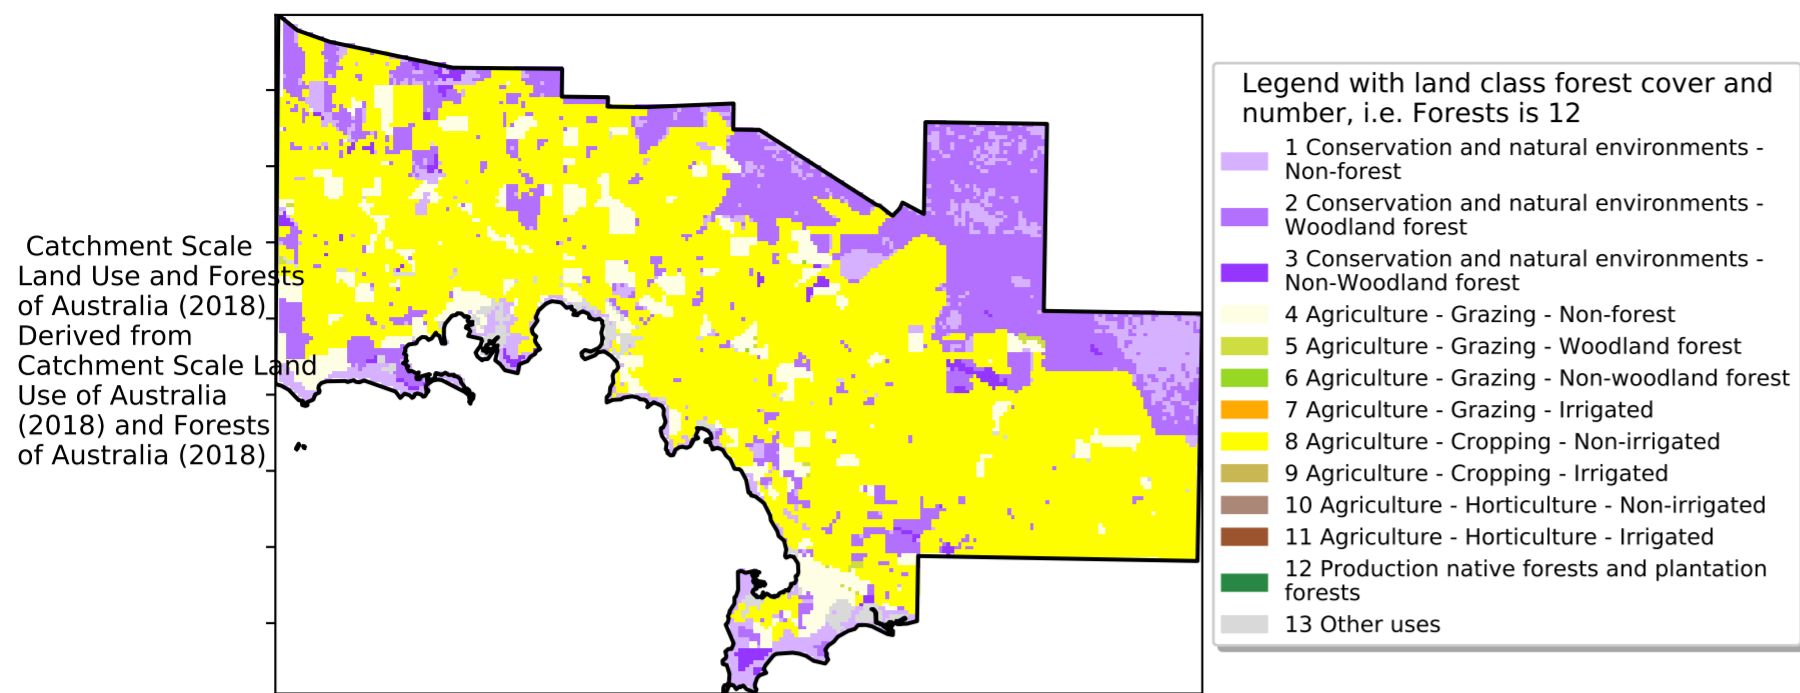 Catchment Scale
Land Use and Forests
of Australia (2018)
Derived from
Catchment Scale Land
Use of Australia
(2018) and Forests
of Australia (2018)
Legend with land class forest cover and
number, i.e. Forests is 12
1 Conservation and natural environments -
Non-forest
2 Conservation and natural environments -
Woodland forest
3 Conservation and natural environments -
Non-Woodland forest
4 Agriculture - Grazing - Non-forest
5 Agriculture - Grazing - Woodland forest
6 Agriculture - Grazing - Non-woodland forest
7 Agriculture - Grazing - Irrigated
8 Agriculture - Cropping - Non-irrigated
9 Agriculture - Cropping - Irrigated
10 Agriculture - Horticulture - Non-irrigated
11 Agriculture - Horticulture - Irrigated
12 Production native forests and plantation
forests
13 Other uses